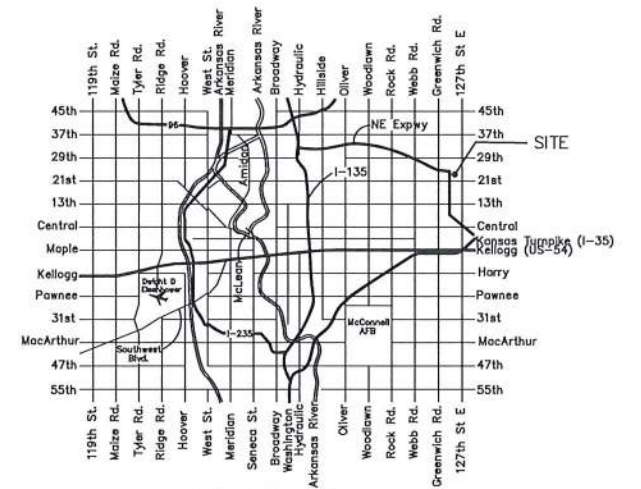 119th St.
Maize Rd.
Tyler Rd.
Ridge Rd.
Hoover
West St.
Arkansas River
Meridian
Arkansas River
Broadway
Hydraulic
Hillside
Oliver
Woodlawn
Rock Rd.
Webb Rd.
Greenwich Rd.
127th St E
45th
45th
96
NE Expwy
37th
37th
SITE
29th
29th
Amidon
I-135
21st
21st
13th
13th
Central
Central
Kansas Turnpike (I-35)
Maple
Kellogg (US-54)
Kellogg
Harry
Dwight D
Eisenhower
McLean
Pawnee
Pawnee
31st
31st
McConnell
AFB
I-235
MacArthur
MacArthur
Southwest
Blvd.
47th
47th
55th
55th
119th St.
Maize Rd.
Tyler Rd.
Ridge Rd.
Hoover
West St.
Meridian
Seneca St.
Broadway
Washington
Hydraulic
Arkansas River
Oliver
Woodlawn
Rock Rd.
Webb Rd.
Greenwich Rd.
127th St E